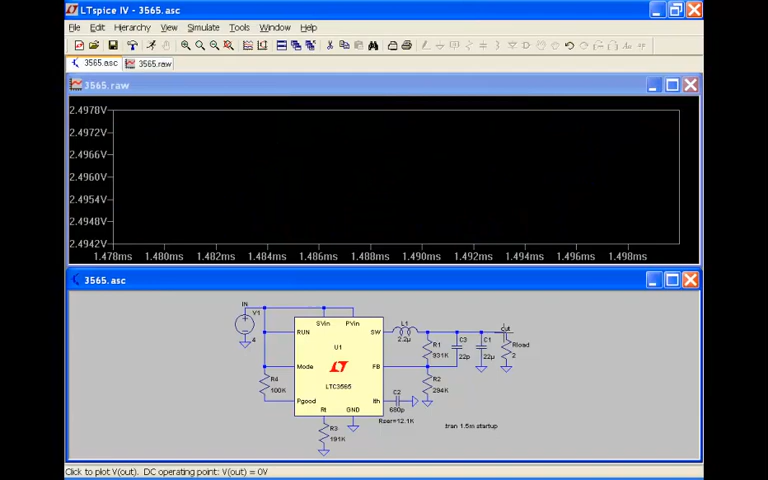 LTspice IV - 3565.asc
File Edit Hierarchy View Simulate Tools Window Help
3565.asc 3565.raw
3565.raw
2.4978V
2.4972V
2.4966V
2.4960V
2.4954V
2.4948V
2.4942V
1.478ms 1.480ms 1.482ms 1.484ms 1.486ms 1.488ms 1.490ms 1.492ms 1.494ms 1.496ms 1.498ms
3565.asc
IN
V1
4
SVin PVin
RUN
SW
U1
Mode
FB
LTC3565
Pgood
Ith
Rt GND
R4
100K
R3
191K
L1
2.2µ
R1
931K
C3
22p
C1
22µ
Out
Rload
2
R2
294K
C2
680p
Rser=12.1K
.tran 1.5m startup
Click to plot V(out). DC operating point: V(out) = 0V